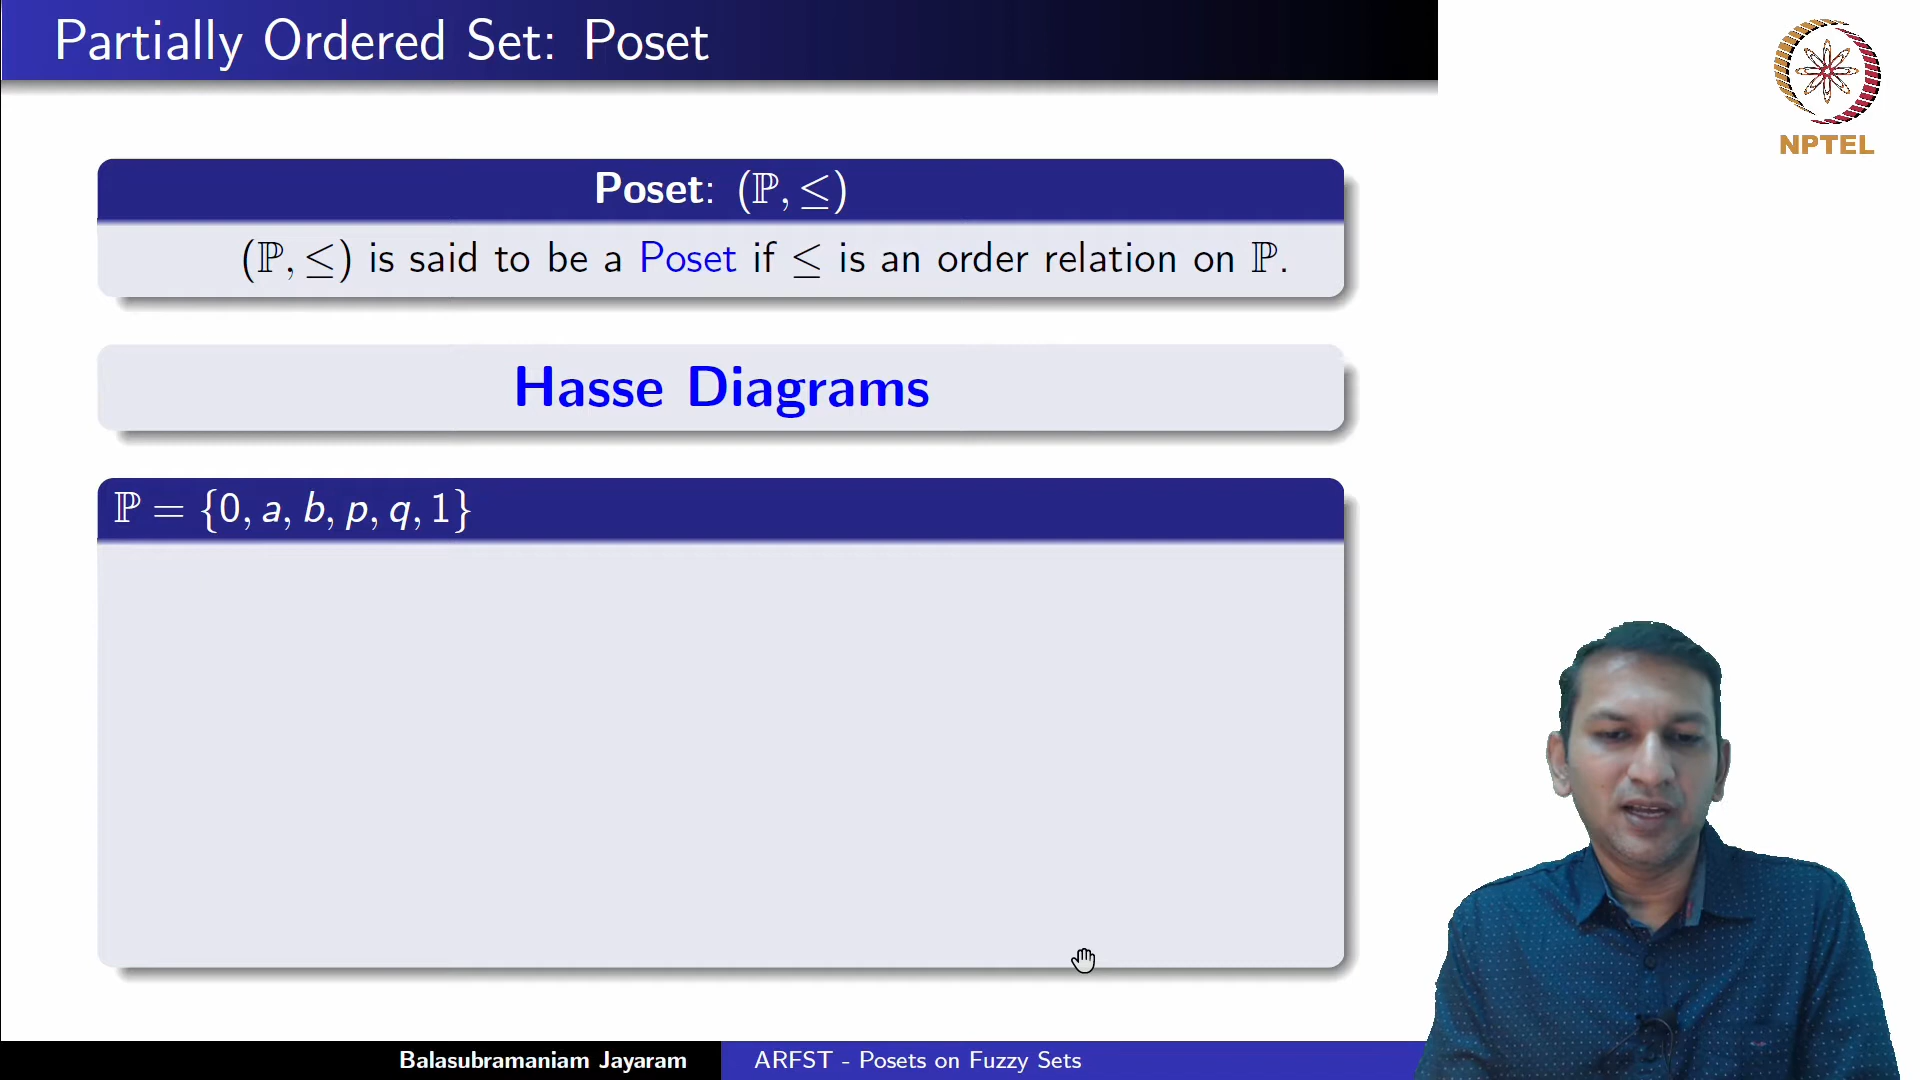 Partially Ordered Set: Poset
NPTEL
Poset: (ℙ, ≤)
(ℙ, ≤) is said to be a Poset if ≤ is an order relation on ℙ.
Hasse Diagrams
ℙ = {0, a, b, p, q, 1}
Balasubramaniam Jayaram
ARFST - Posets on Fuzzy Sets